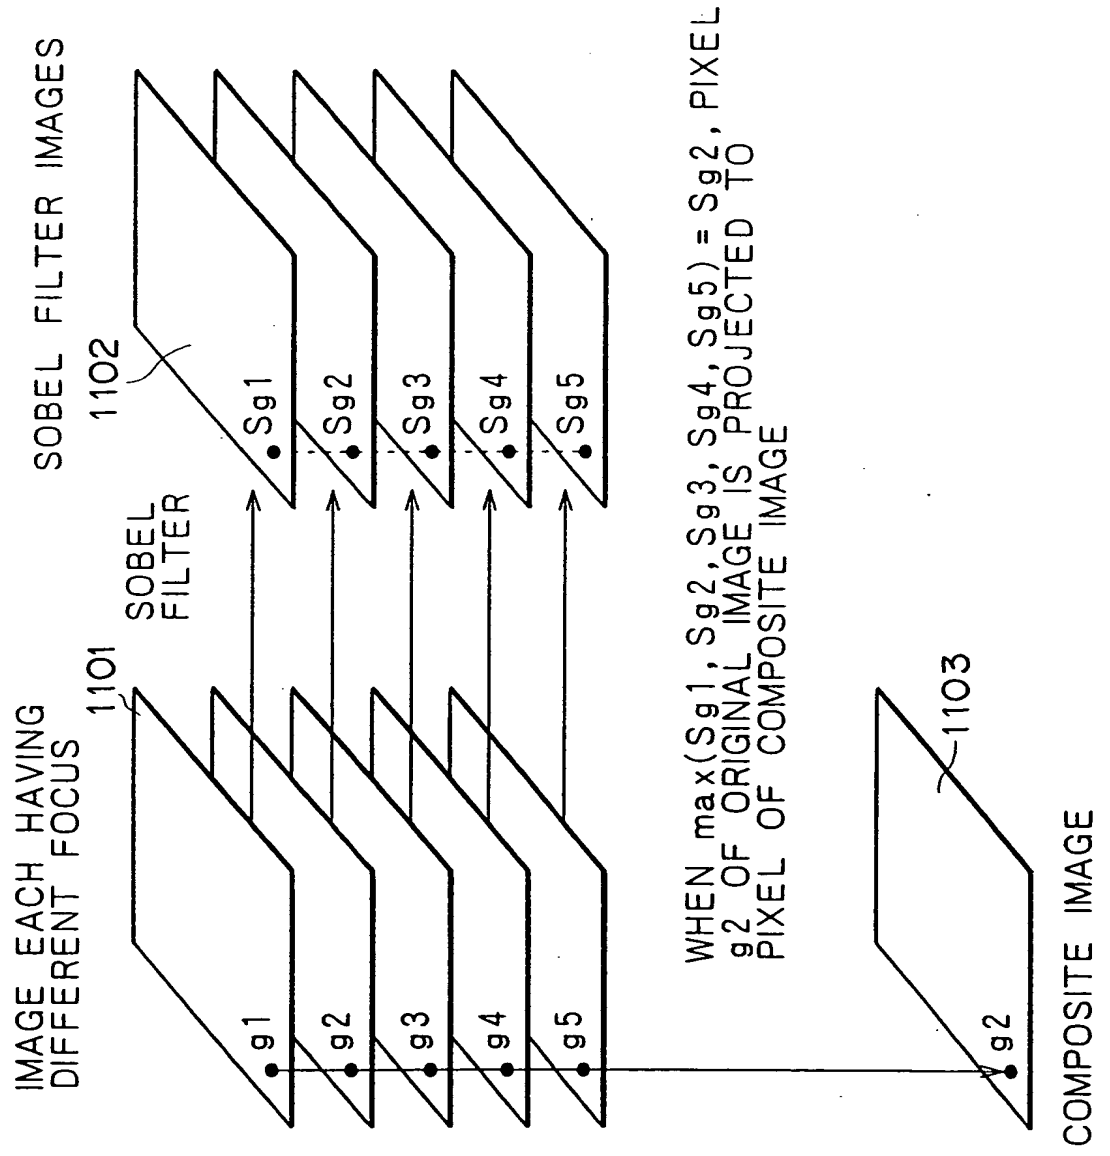 IMAGE EACH HAVING
DIFFERENT FOCUS
1101
g1
g2
g3
g4
g5
SOBEL
FILTER
SOBEL FILTER IMAGES
1102
Sg1
Sg2
Sg3
Sg4
Sg5
WHEN max(Sg1, Sg2, Sg3, Sg4, Sg5) = Sg2, PIXEL
g2 OF ORIGINAL IMAGE IS PROJECTED TO
PIXEL OF COMPOSITE IMAGE
1103
g2
COMPOSITE IMAGE